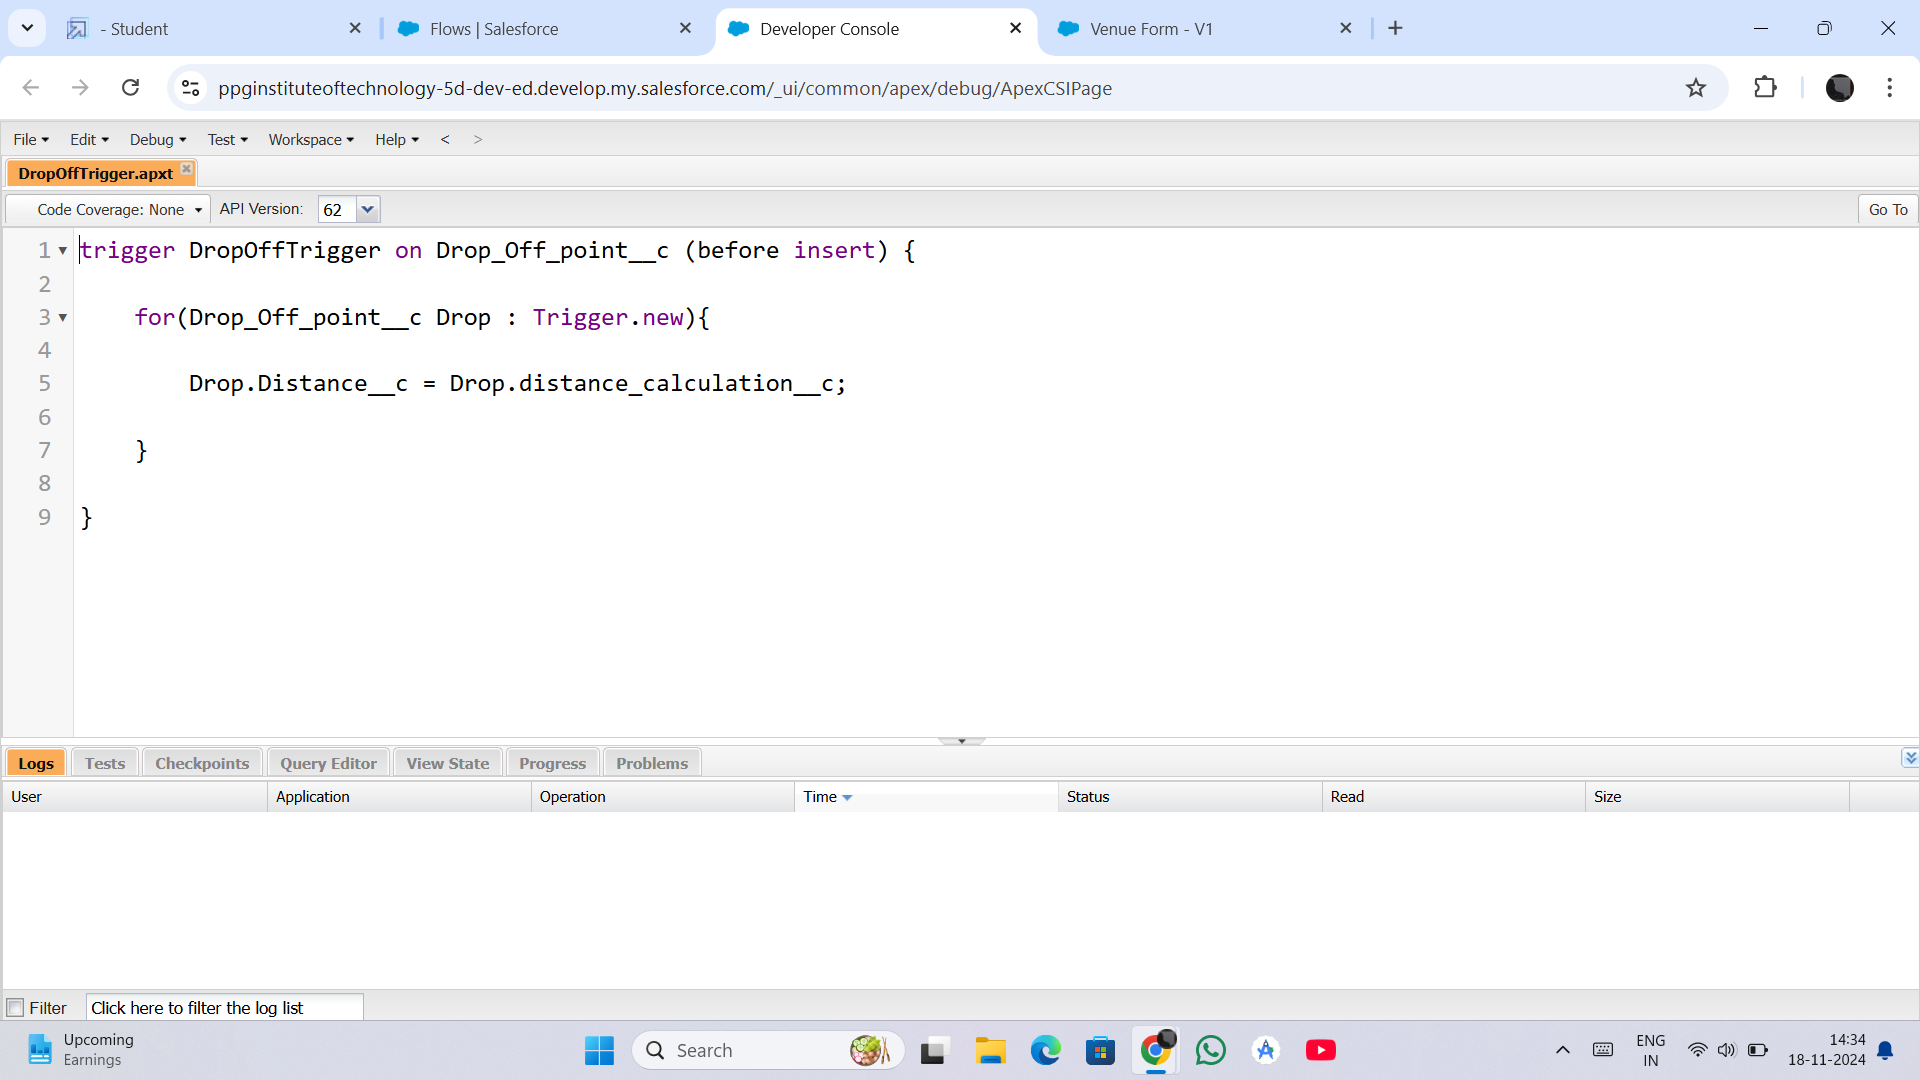 - Student
Flows | Salesforce
Developer Console
Venue Form - V1
ppginstituteoftechnology-5d-dev-ed.develop.my.salesforce.com/_ui/common/apex/debug/ApexCSIPage
File Edit Debug Test Workspace Help < >
DropOffTrigger.apxt
Code Coverage: None API Version: 62 Go To
1 trigger DropOffTrigger on Drop_Off_point__c (before insert) {
2
3 for(Drop_Off_point__c Drop : Trigger.new){
4
5 Drop.Distance__c = Drop.distance_calculation__c;
6
7 }
8
9 }
Logs Tests Checkpoints Query Editor View State Progress Problems
User Application Operation Time Status Read Size
Filter Click here to filter the log list
Upcoming
Earnings
Search
ENG
IN
14:34
18-11-2024